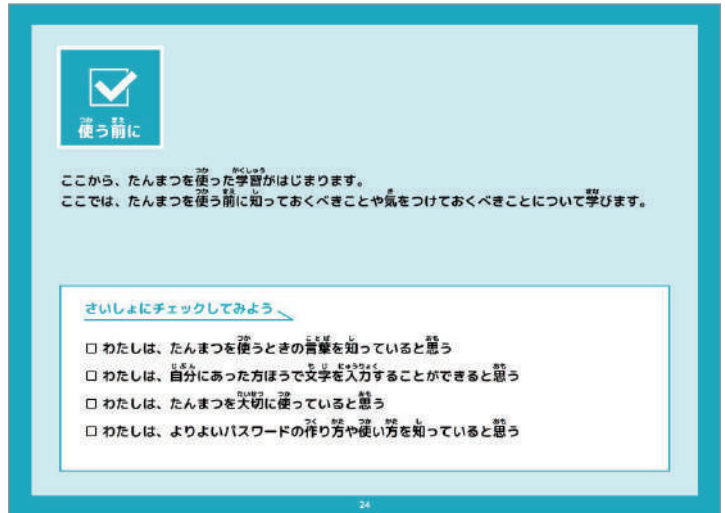 使う前に
ここから、たんまつを使った学習がはじまります。
ここでは、たんまつを使う前に知っておくべきことや気をつけておくべきことについて学びます。
さいしょにチェックしてみよう
□ わたしは、たんまつを使うときの言葉を知っていると思う
□ わたしは、自分にあった方ほうで文字を入力することができると思う
□ わたしは、たんまつを大切に使っていると思う
□ わたしは、よりよいパスワードの作り方や使い方を知っていると思う
24